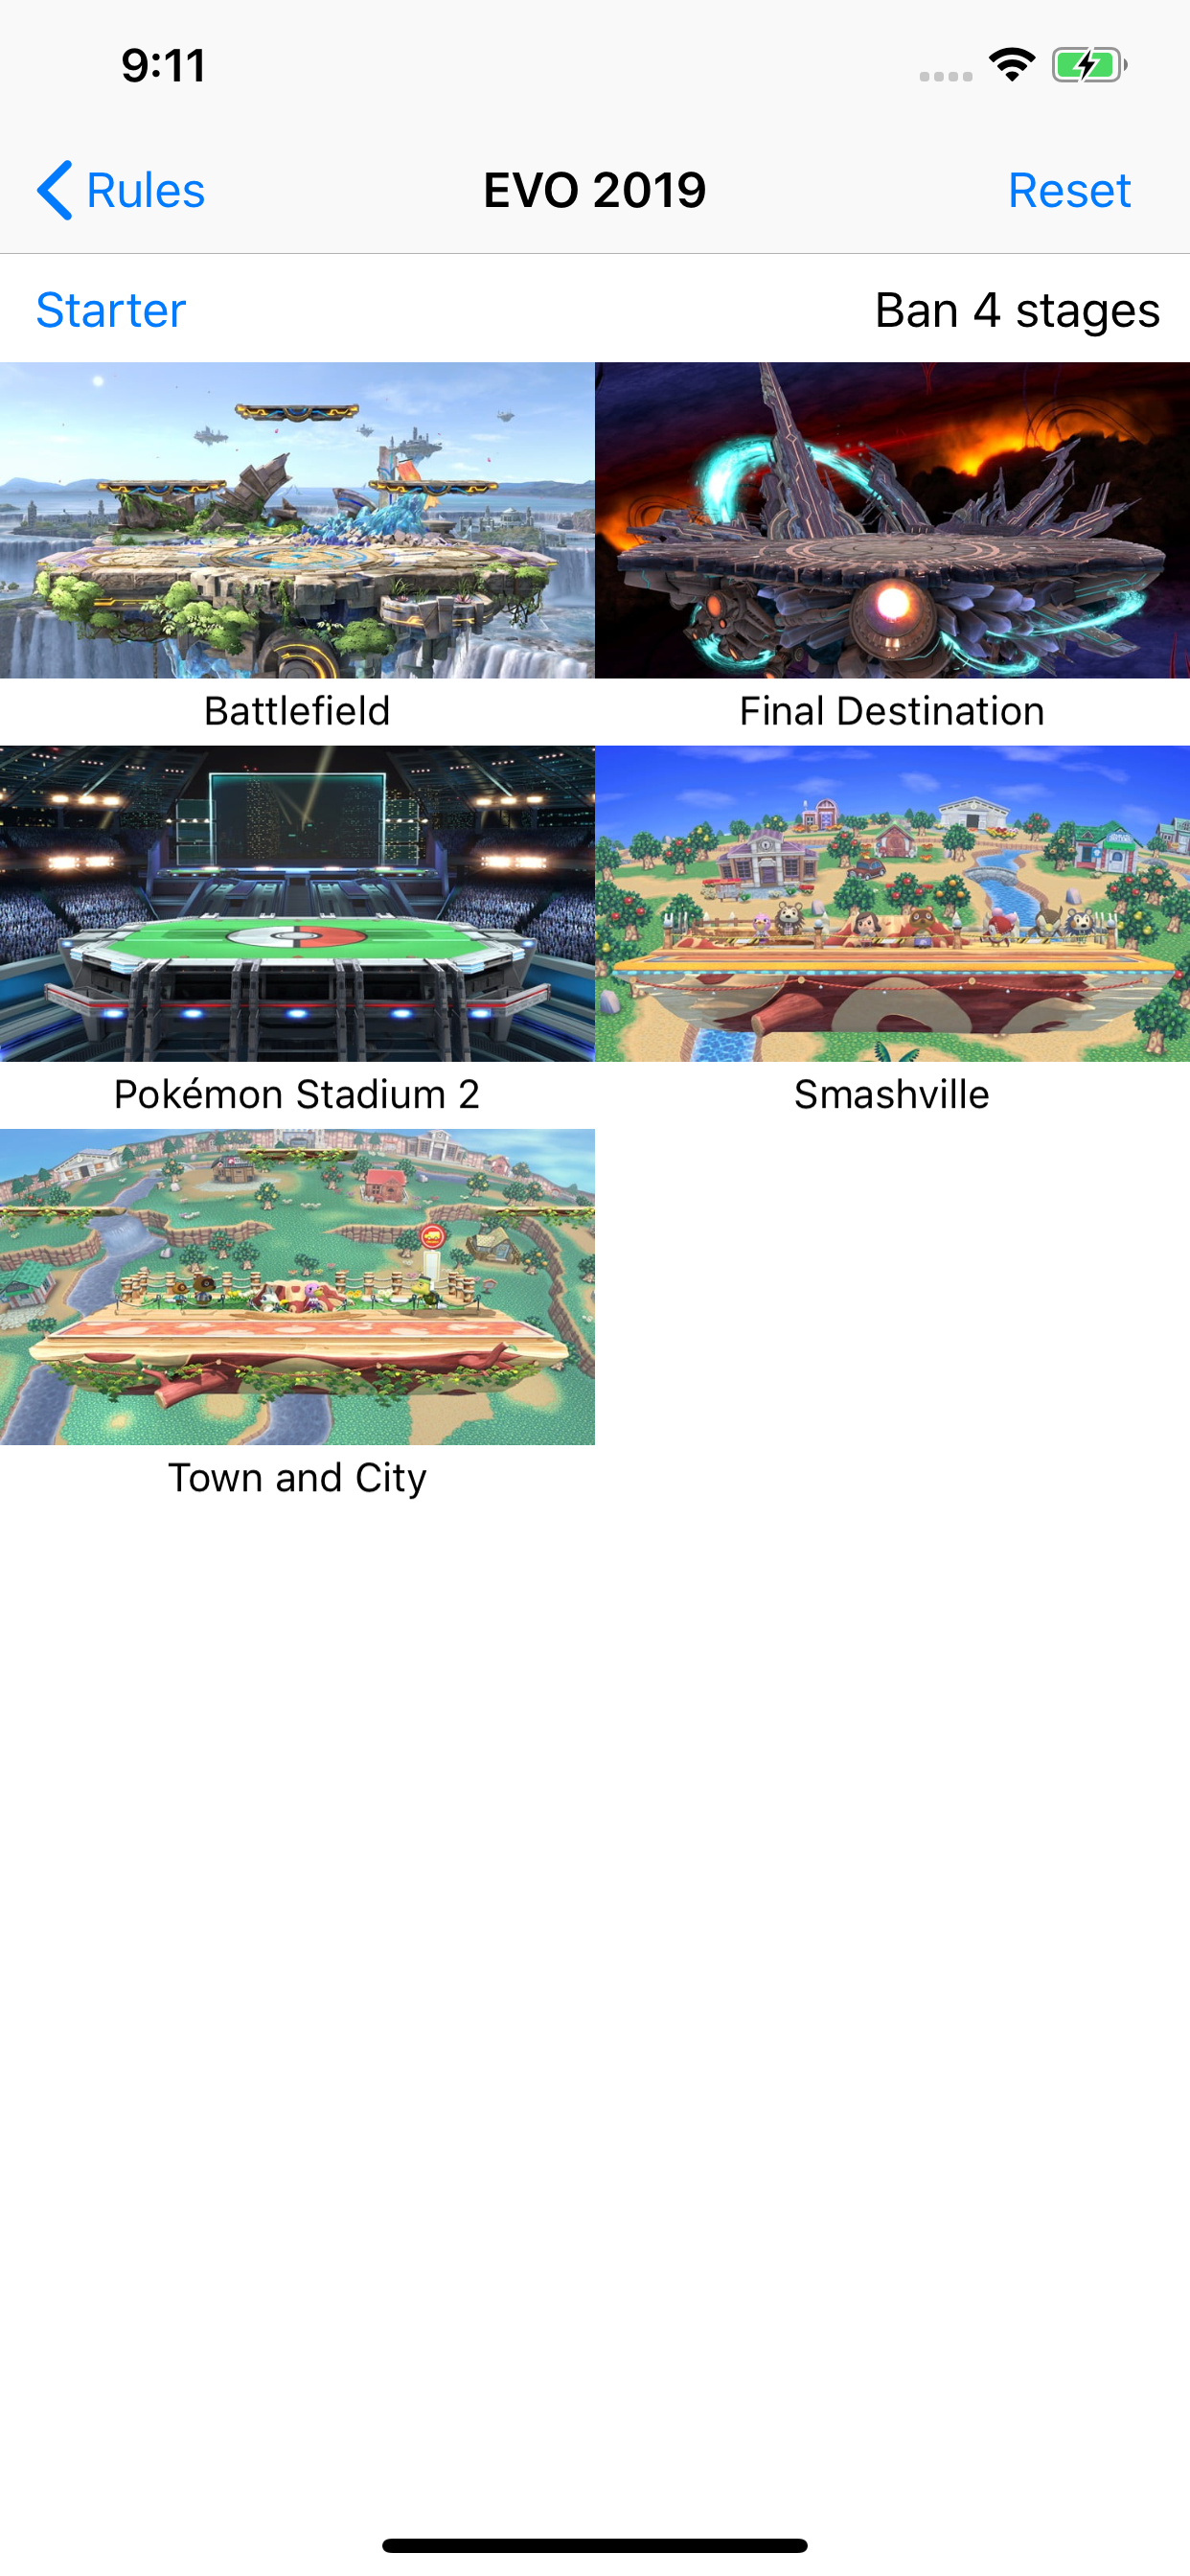 9:11
Rules
EVO 2019
Reset
Starter
Ban 4 stages
Battlefield
Final Destination
Pokémon Stadium 2
Smashville
Town and City